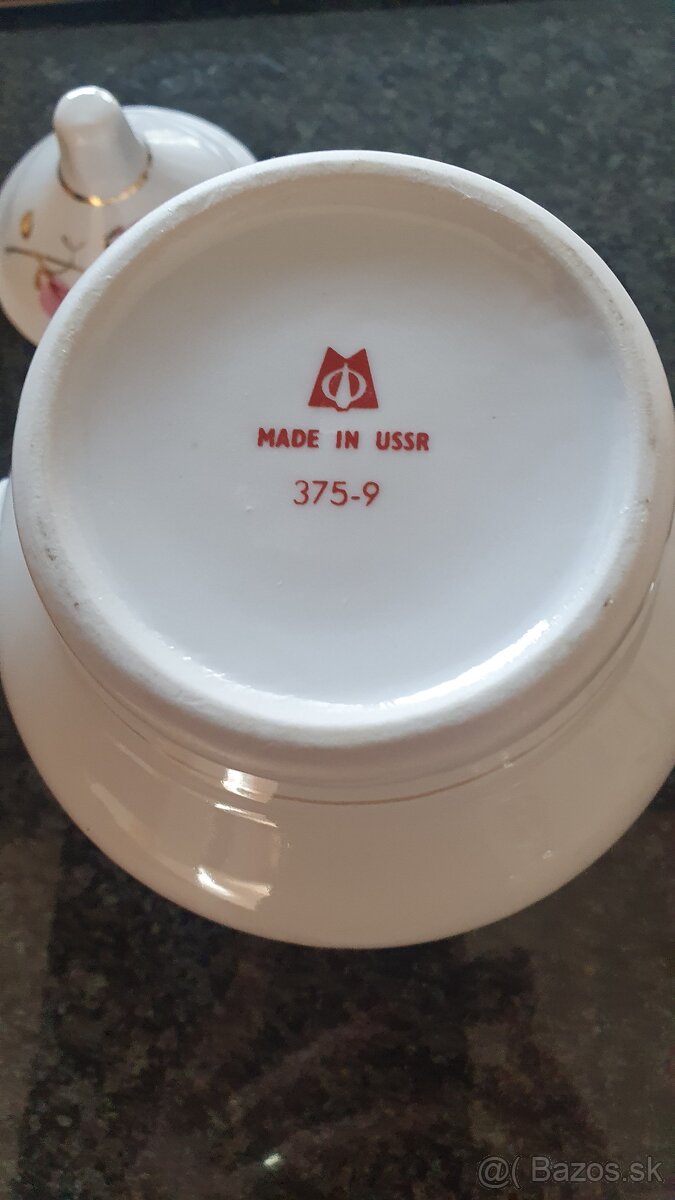 MADE IN USSR
375-9
@( Bazos.sk